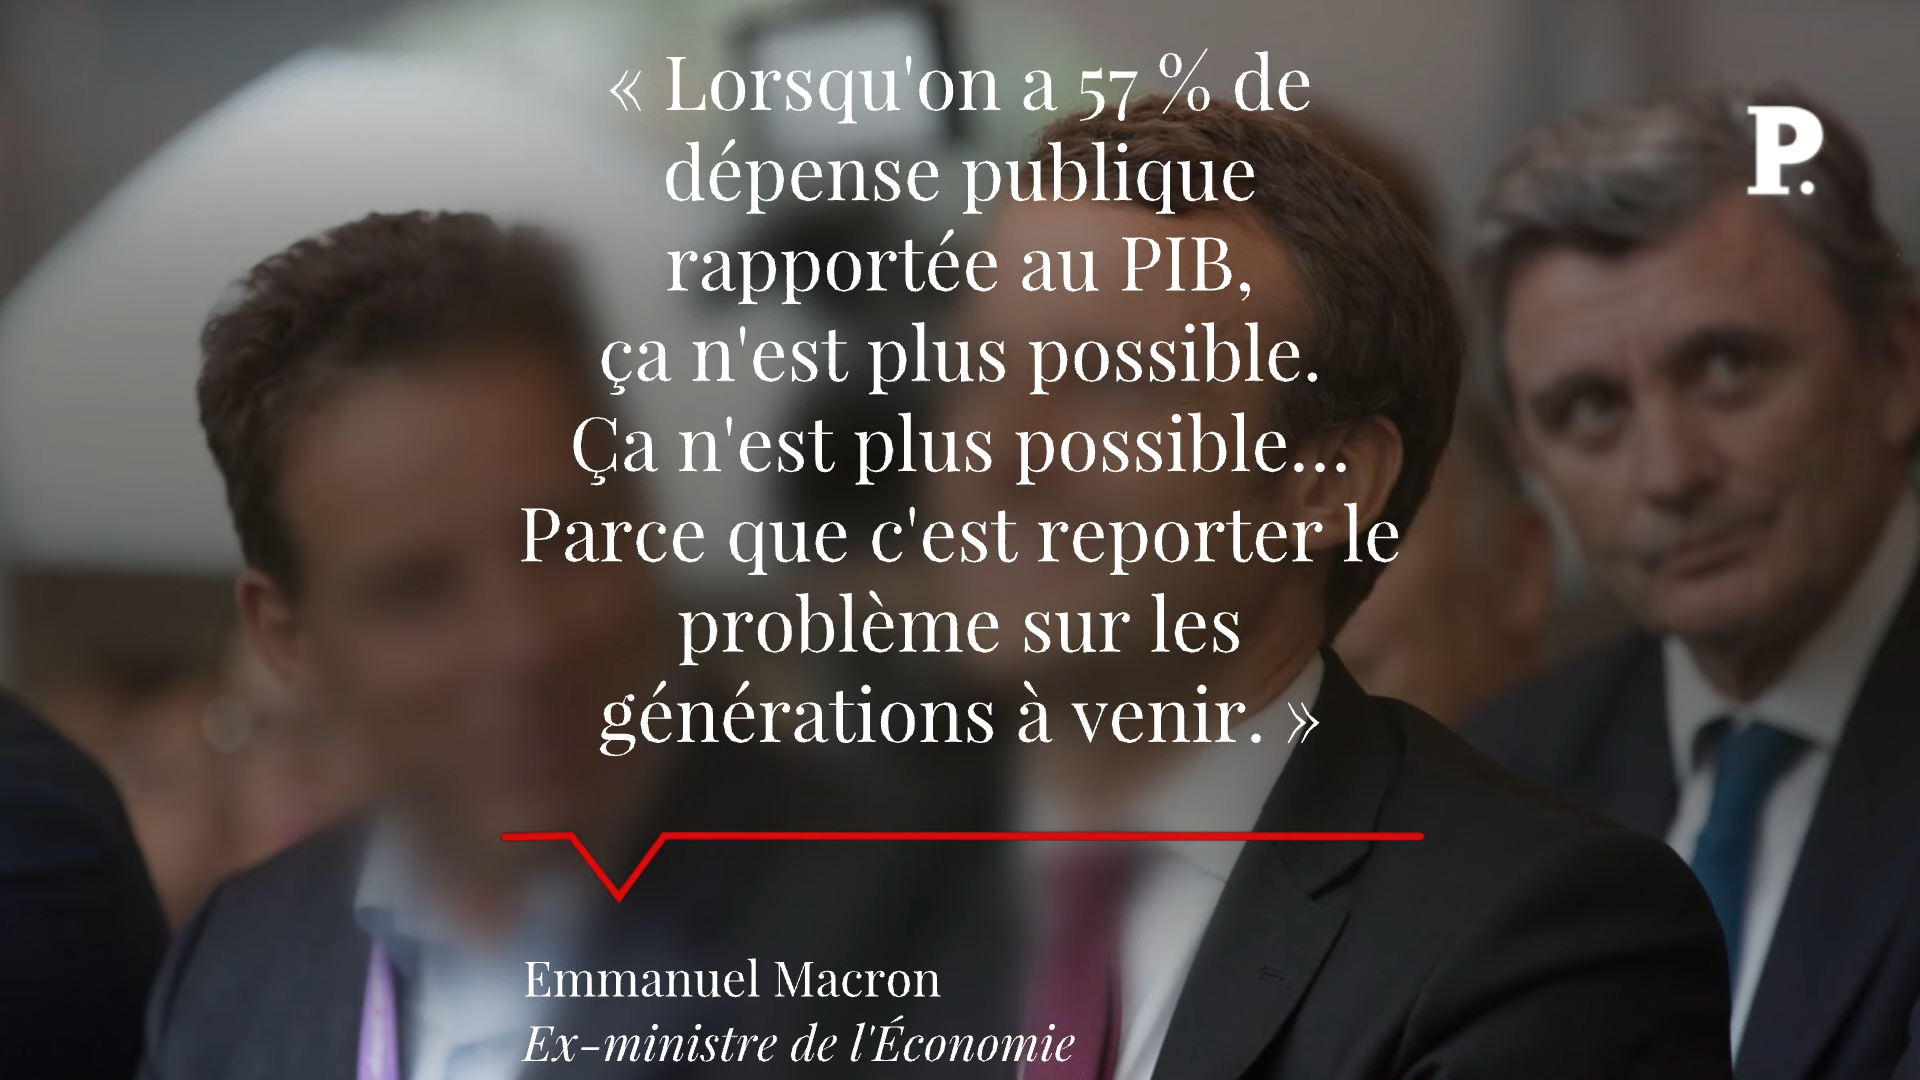 « Lorsqu'on a 57 % de
dépense publique
rapportée au PIB,
ça n'est plus possible.
Ça n'est plus possible...
Parce que c'est reporter le
problème sur les
générations à venir. »
P.
Emmanuel Macron
Ex-ministre de l'Économie